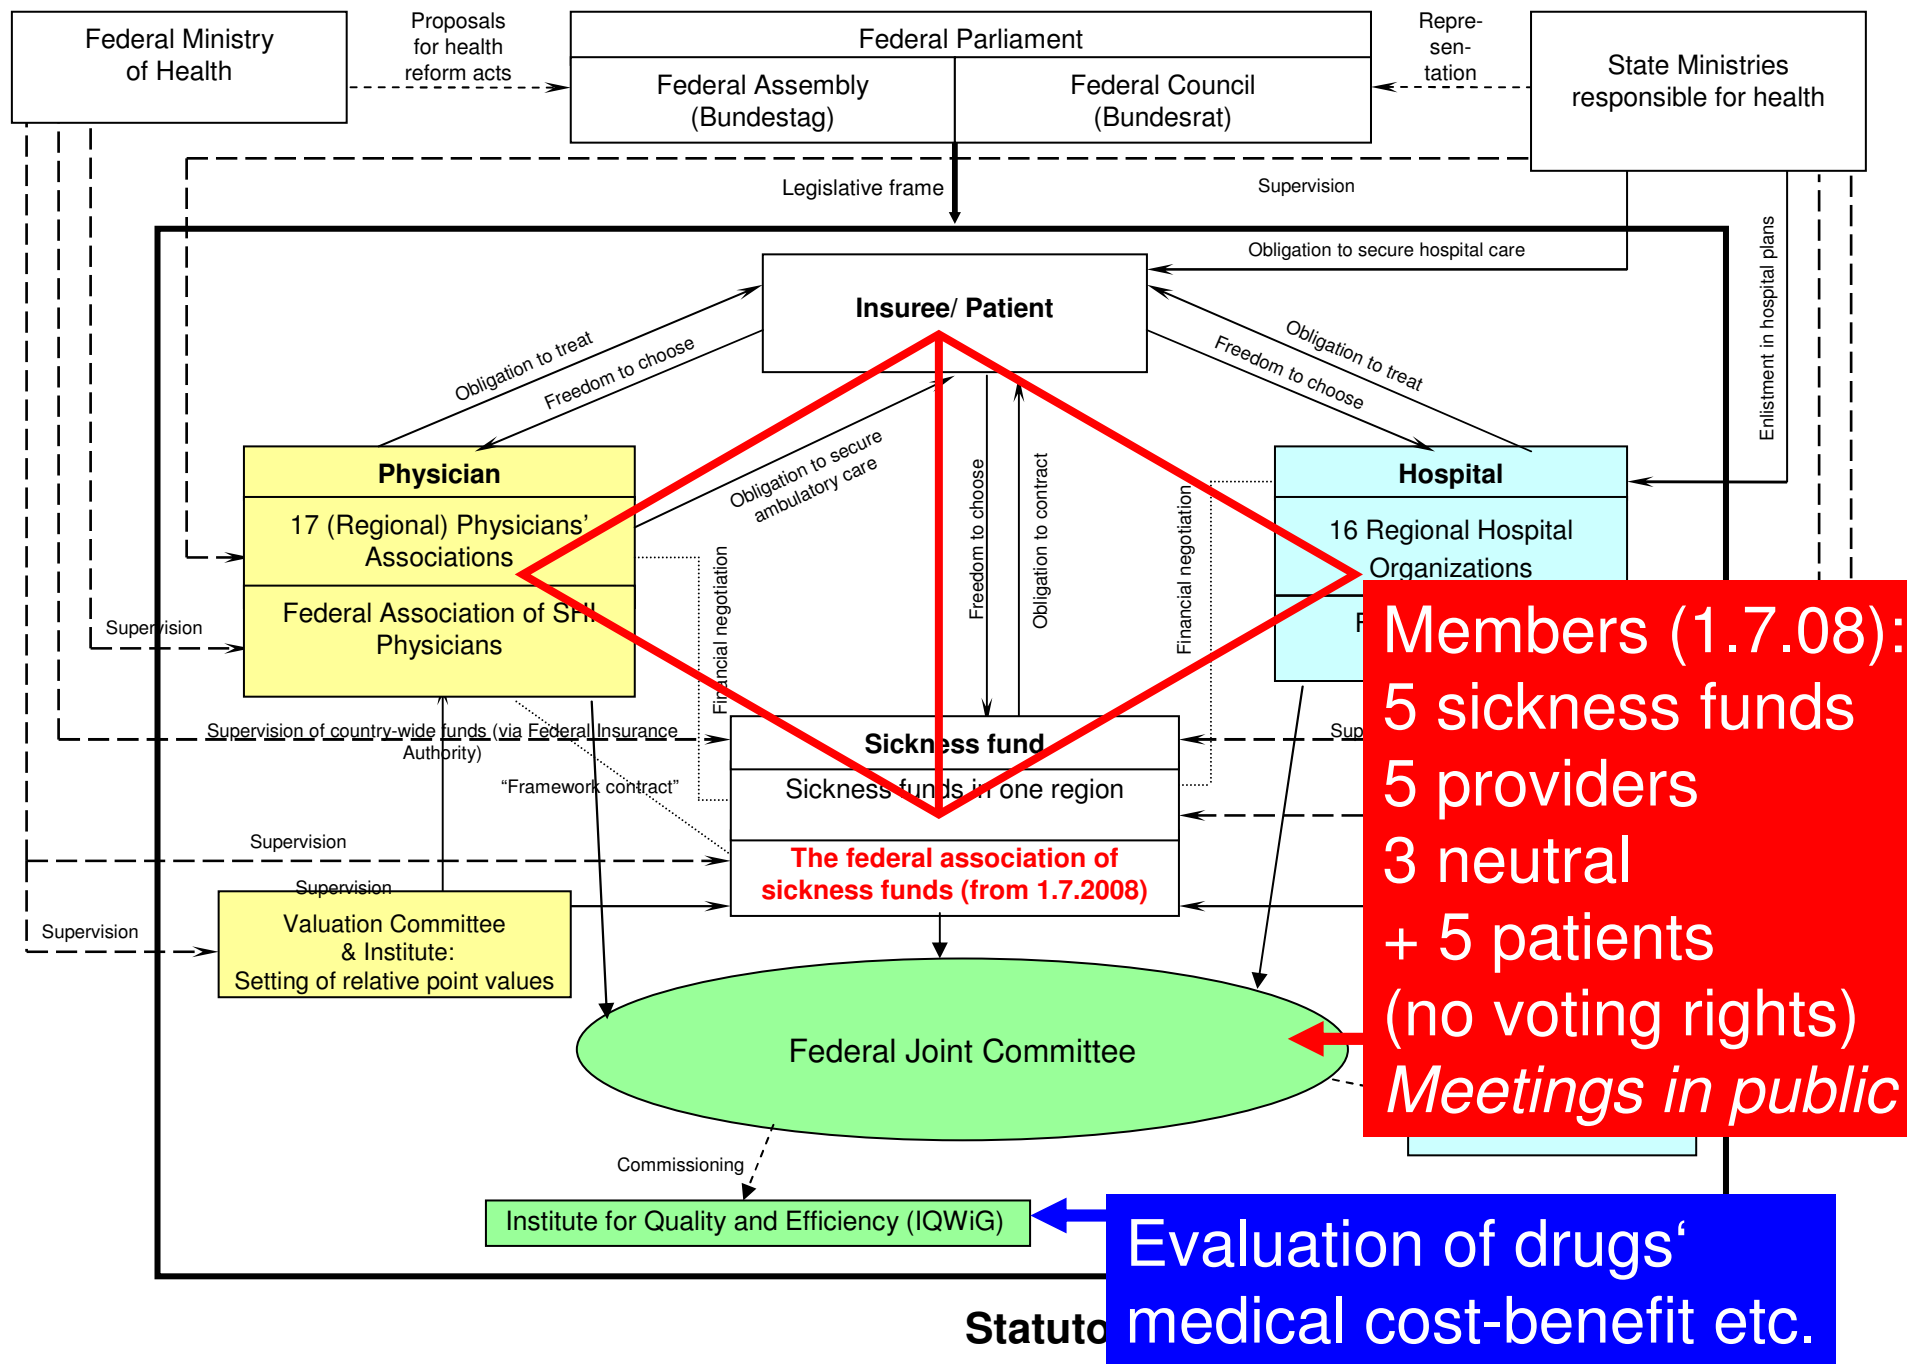 Federal Ministry
of Health
Proposals
for health
reform acts
Federal Parliament
Federal Assembly
(Bundestag)
Federal Council
(Bundesrat)
Repre-
sen-
tation
State Ministries
responsible for health
Legislative frame
Supervision
Obligation to secure hospital care
Enlistment in hospital plans
Insuree/ Patient
Obligation to treat
Freedom to choose
Obligation to secure
ambulatory care
Freedom to choose
Obligation to contract
Freedom to choose
Obligation to treat
Physician
17 (Regional) Physicians’
Associations
Federal Association of SHI
Physicians
Supervision
Financial negotiation
Financial negotiation
Hospital
16 Regional Hospital
Organizations
Supervision of country-wide funds (via Federal Insurance
Authority)
“Framework contract”
Sickness fund
Sickness funds in one region
The federal association of
sickness funds (from 1.7.2008)
Supervision
Supervision
Supervision
Valuation Committee
& Institute:
Setting of relative point values
Federal Joint Committee
Commissioning
Institute for Quality and Efficiency (IQWiG)
Members (1.7.08):
5 sickness funds
5 providers
3 neutral
+ 5 patients
(no voting rights)
Meetings in public
Evaluation of drugs‘
medical cost-benefit etc.
Statuto